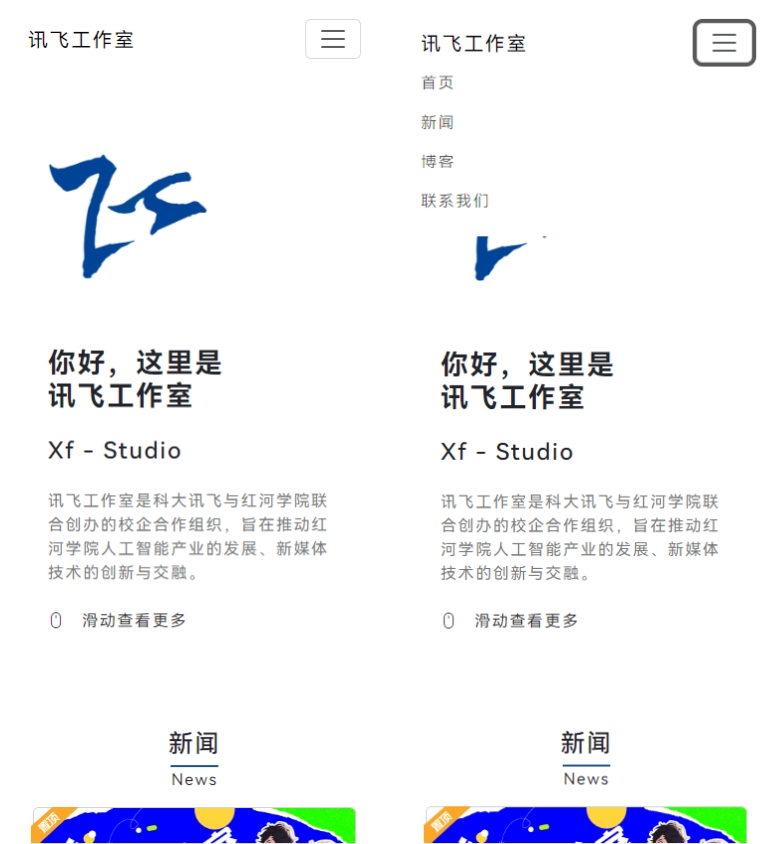 讯飞工作室
你好，这里是
讯飞工作室
Xf - Studio
讯飞工作室是科大讯飞与红河学院联
合创办的校企合作组织，旨在推动红
河学院人工智能产业的发展、新媒体
技术的创新与交融。
滑动查看更多
新闻
News
置顶
讯飞工作室
首页
新闻
博客
联系我们
你好，这里是
讯飞工作室
Xf - Studio
讯飞工作室是科大讯飞与红河学院联
合创办的校企合作组织，旨在推动红
河学院人工智能产业的发展、新媒体
技术的创新与交融。
滑动查看更多
新闻
News
置顶